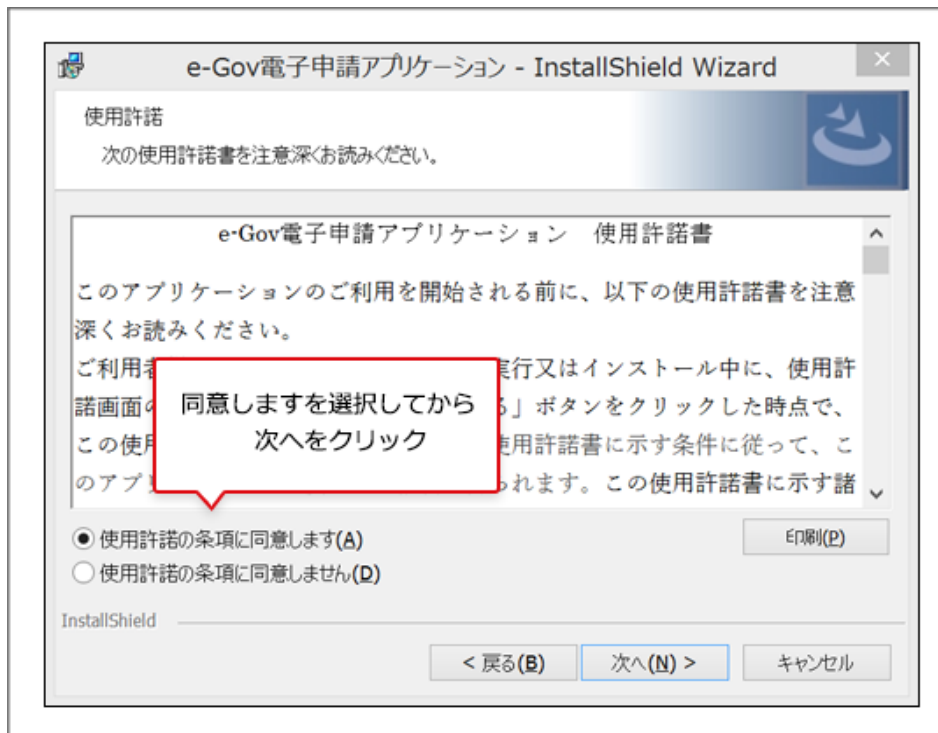 e-Gov電子申請アプリケーション - InstallShield Wizard
使用許諾
次の使用許諾書を注意深くお読みください。
e-Gov電子申請アプリケーション　使用許諾書
このアプリケーションのご利用を開始される前に、以下の使用許諾書を注意
深くお読みください。
ご利用 実行又はインストール中に、使用許
諾画面 」ボタンをクリックした時点で、
この使 使用許諾書に示す条件に従って、こ
のアプ られます。この使用許諾書に示す諸
同意しますを選択してから
次へをクリック
使用許諾の条項に同意します(A)
印刷(P)
使用許諾の条項に同意しません(D)
InstallShield
< 戻る(B) 次へ(N) > キャンセル